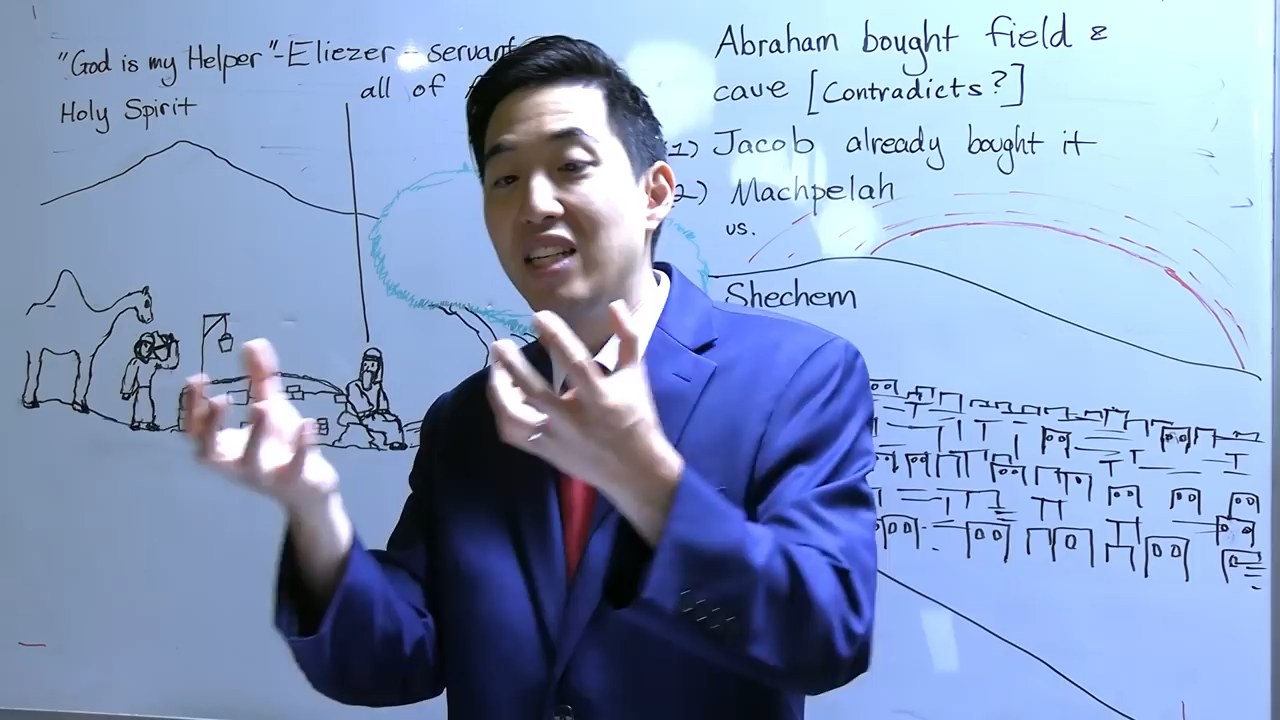 "God is my Helper"-Eliezer - servant
all of
Holy Spirit
Abraham bought field &
cave [Contradicts?]
1) Jacob already bought it
2) Machpelah
vs.
Shechem